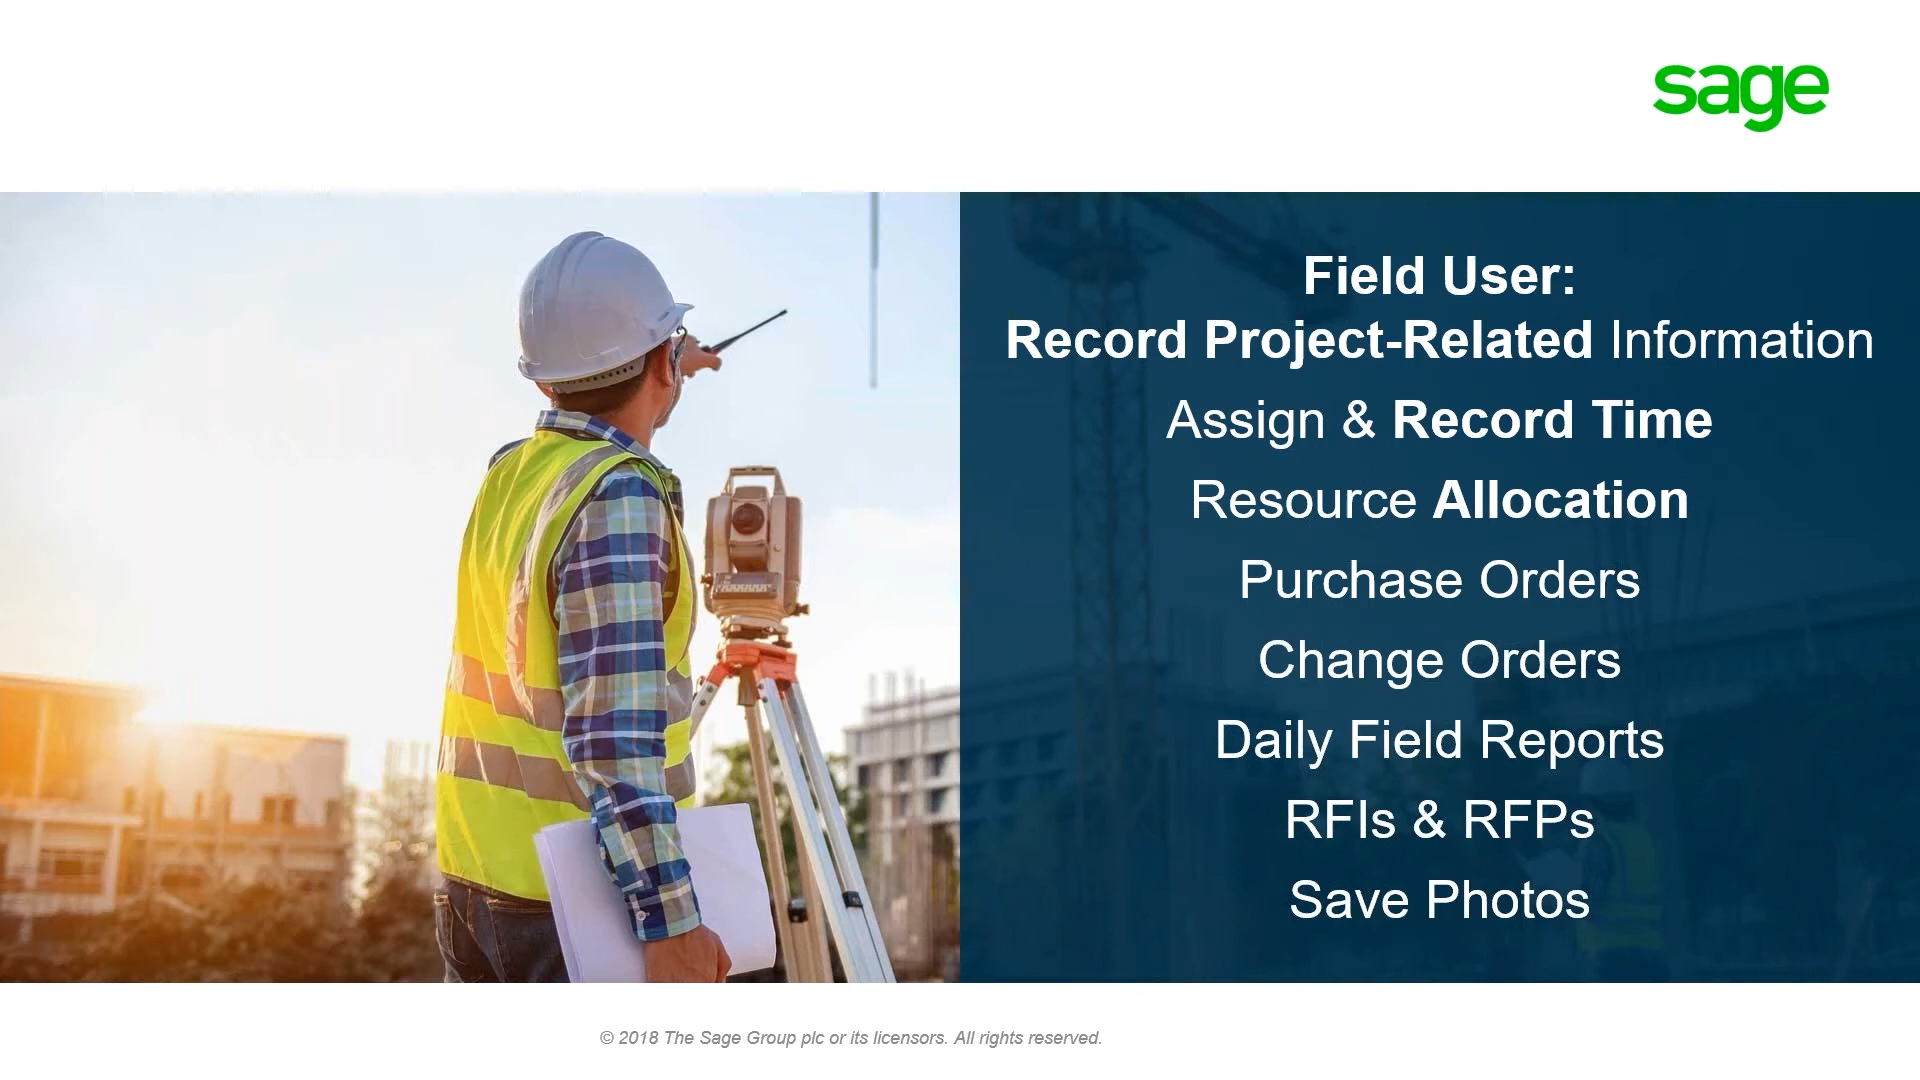 sage
Field User:
Record Project-Related Information
Assign & Record Time
Resource Allocation
Purchase Orders
Change Orders
Daily Field Reports
RFIs & RFPs
Save Photos
© 2018 The Sage Group plc or its licensors. All rights reserved.